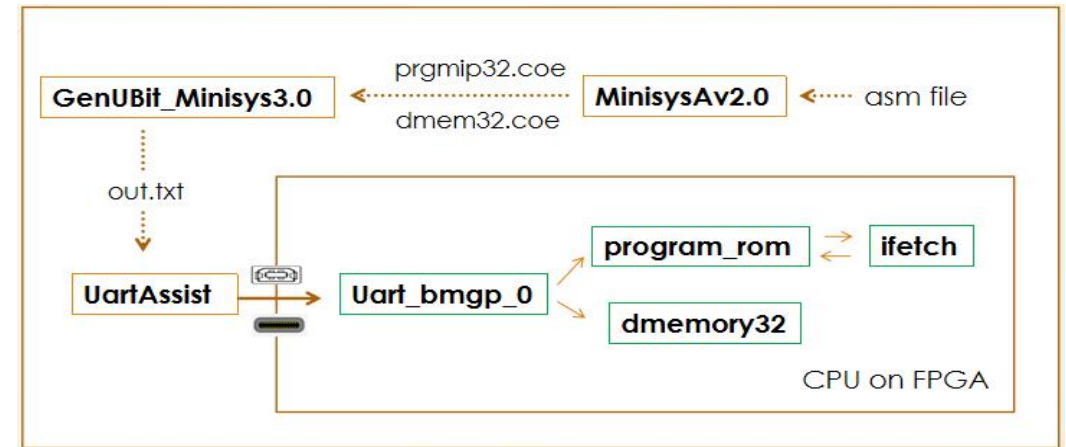 prgmip32.coe
GenUBit_Minisys3.0
MinisysAv2.0
asm file
dmem32.coe
out.txt
program_rom
ifetch
UartAssist
Uart_bmgp_0
dmemory32
CPU on FPGA